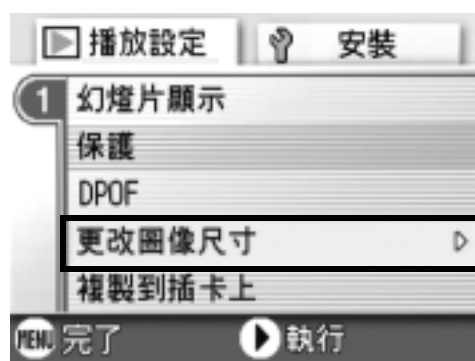 播放設定 安裝
1 幻燈片顯示
保護
DPOF
更改圖像尺寸
複製到插卡上
MENU 完了 執行